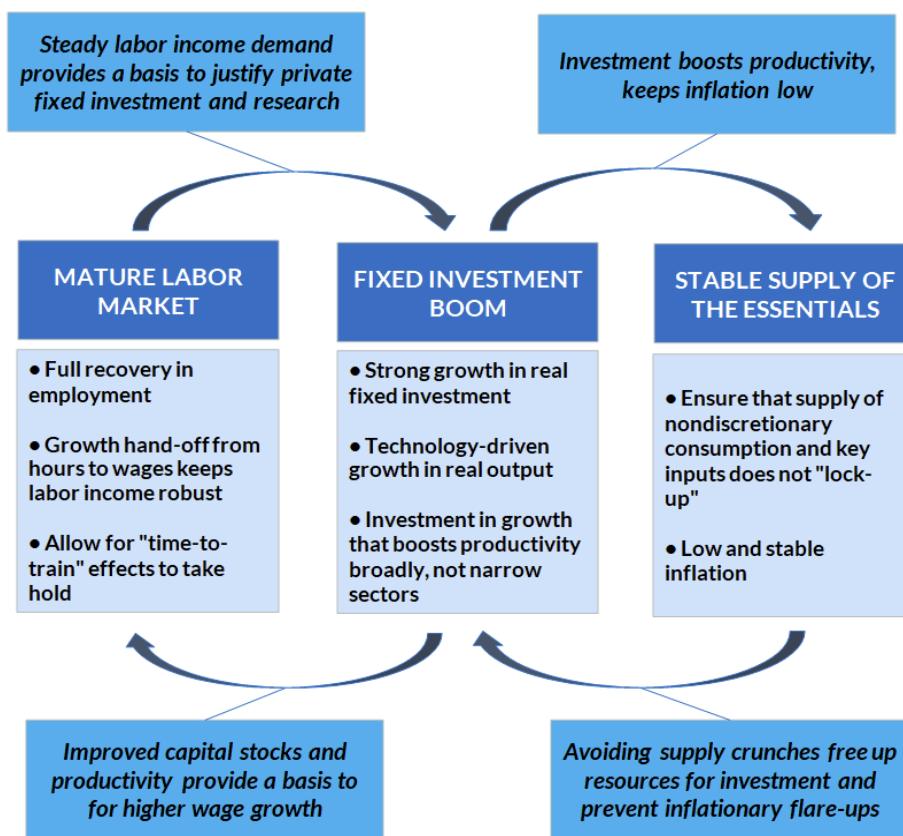 Steady labor income demand
provides a basis to justify private
fixed investment and research
Investment boosts productivity,
keeps inflation low
MATURE LABOR
MARKET
● Full recovery in
employment
● Growth hand-off from
hours to wages keeps
labor income robust
● Allow for "time-to-
train" effects to take
hold
FIXED INVESTMENT
BOOM
● Strong growth in real
fixed investment
● Technology-driven
growth in real output
● Investment in growth
that boosts productivity
broadly, not narrow
sectors
STABLE SUPPLY OF
THE ESSENTIALS
● Ensure that supply of
nondiscretionary
consumption and key
inputs does not "lock-
up"
● Low and stable
inflation
Improved capital stocks and
productivity provide a basis to
for higher wage growth
Avoiding supply crunches free up
resources for investment and
prevent inflationary flare-ups